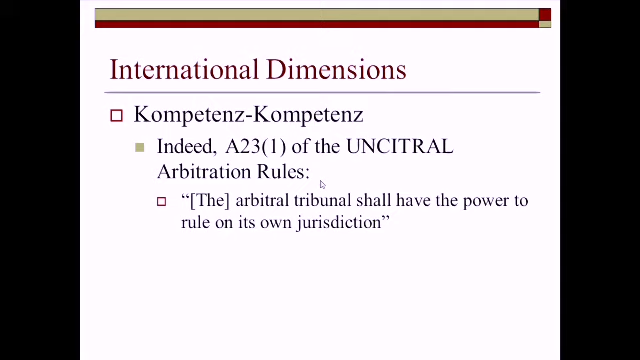 International Dimensions
Kompetenz-Kompetenz
Indeed, A23(1) of the UNCITRAL
Arbitration Rules:
“[The] arbitral tribunal shall have the power to
rule on its own jurisdiction”